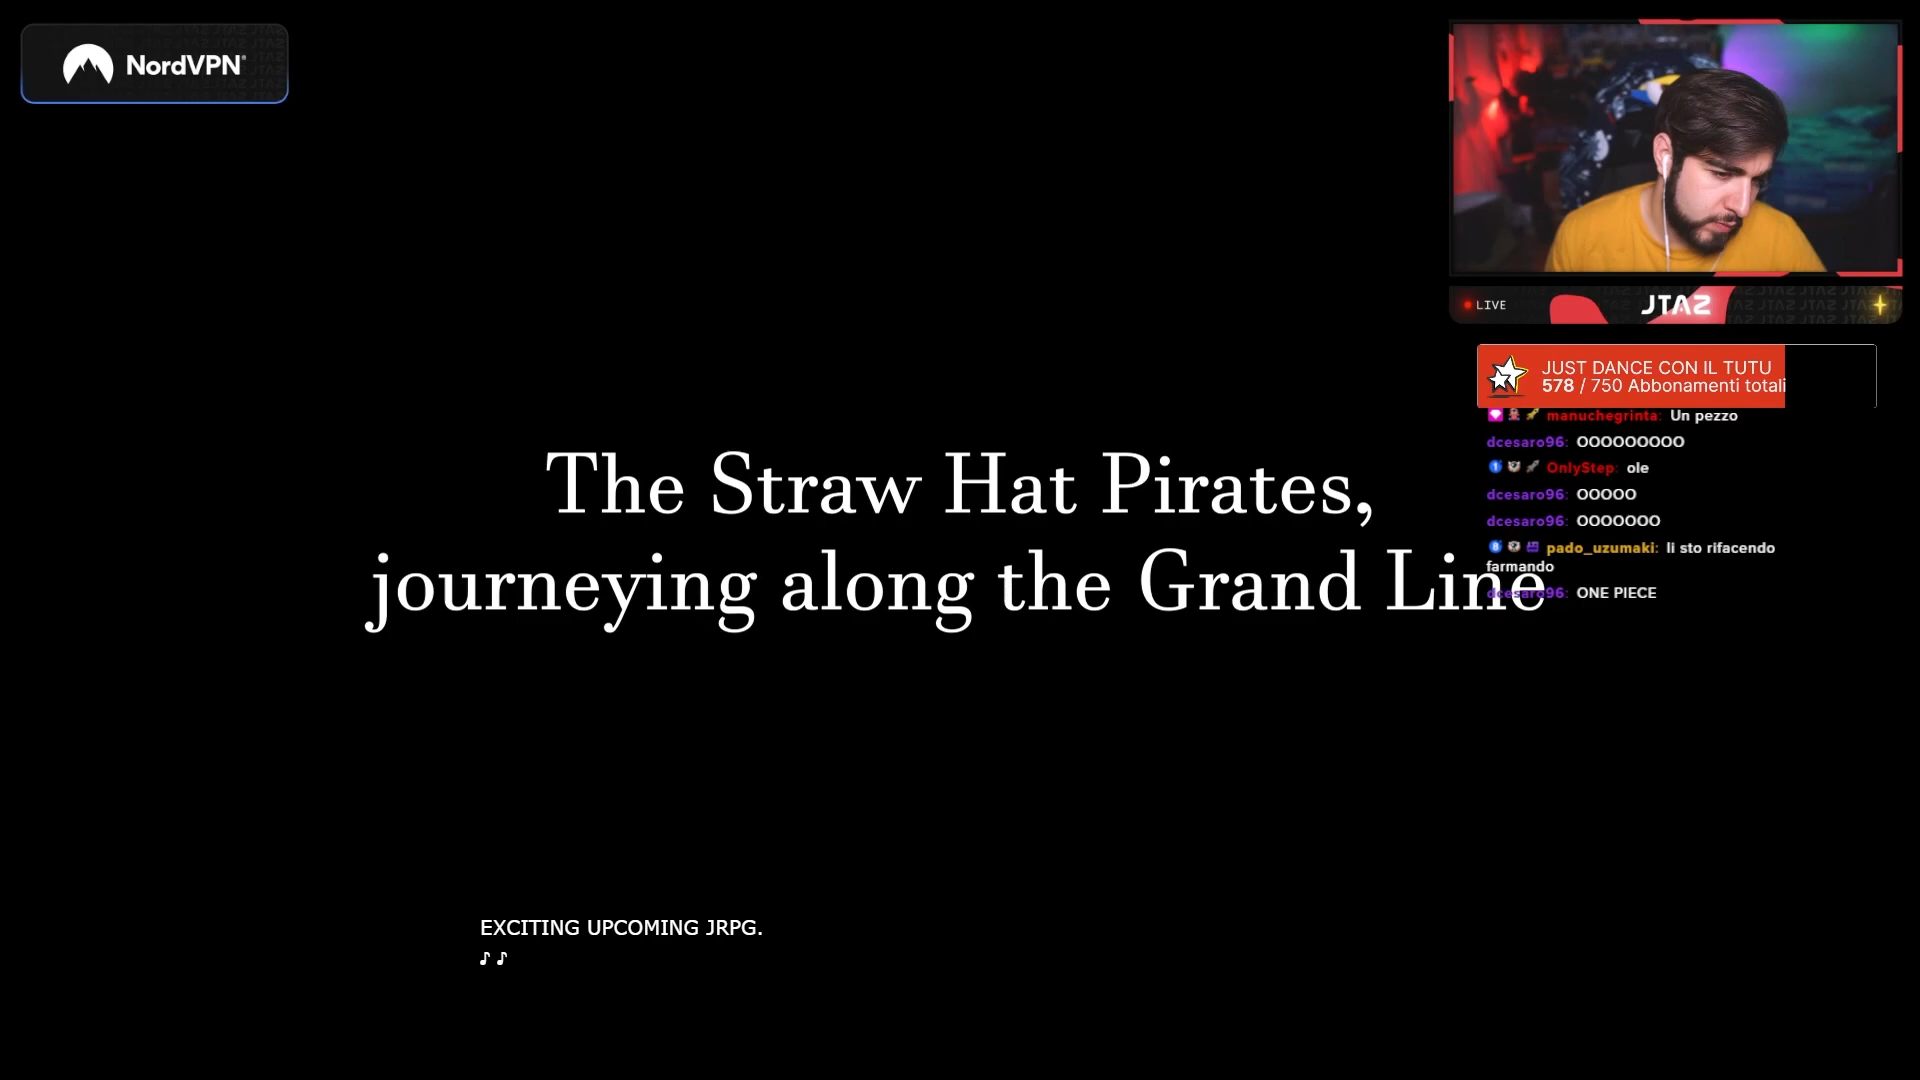 NordVPN®
LIVE
JTAZ
JUST DANCE CON IL TUTU
578 / 750 Abbonamenti totali
manuchegrinta: Un pezzo
dcesaro96: OOOOOOOOO
OnlyStep: ole
dcesaro96: OOOOO
dcesaro96: OOOOOOO
pado_uzumaki: li sto rifacendo
farmando
dcesaro96: ONE PIECE
The Straw Hat Pirates,
journeying along the Grand Line
EXCITING UPCOMING JRPG.
♪ ♪